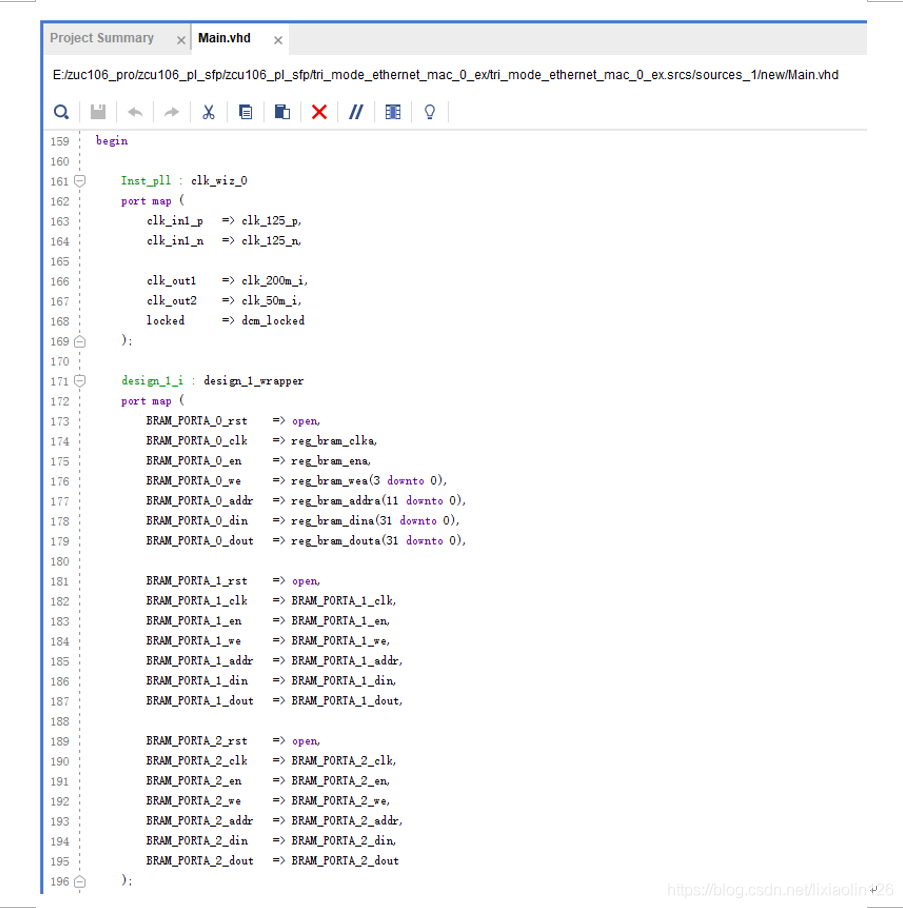 Project Summary × Main.vhd ×
E:/zuc106_pro/zcu106_pl_sfp/zcu106_pl_sfp/tri_mode_ethernet_mac_0_ex/tri_mode_ethernet_mac_0_ex.srcs/sources_1/new/Main.vhd
159 begin
160
161 Inst_pll : clk_wiz_0
162 port map (
163 clk_in1_p => clk_125_p,
164 clk_in1_n => clk_125_n,
165
166 clk_out1 => clk_200m_i,
167 clk_out2 => clk_50m_i,
168 locked => dcm_locked
169 );
170
171 design_1_i : design_1_wrapper
172 port map (
173 BRAM_PORTA_0_rst => open,
174 BRAM_PORTA_0_clk => reg_bram_clka,
175 BRAM_PORTA_0_en => reg_bram_ena,
176 BRAM_PORTA_0_we => reg_bram_wea(3 downto 0),
177 BRAM_PORTA_0_addr => reg_bram_addra(11 downto 0),
178 BRAM_PORTA_0_din => reg_bram_dina(31 downto 0),
179 BRAM_PORTA_0_dout => reg_bram_douta(31 downto 0),
180
181 BRAM_PORTA_1_rst => open,
182 BRAM_PORTA_1_clk => BRAM_PORTA_1_clk,
183 BRAM_PORTA_1_en => BRAM_PORTA_1_en,
184 BRAM_PORTA_1_we => BRAM_PORTA_1_we,
185 BRAM_PORTA_1_addr => BRAM_PORTA_1_addr,
186 BRAM_PORTA_1_din => BRAM_PORTA_1_din,
187 BRAM_PORTA_1_dout => BRAM_PORTA_1_dout,
188
189 BRAM_PORTA_2_rst => open,
190 BRAM_PORTA_2_clk => BRAM_PORTA_2_clk,
191 BRAM_PORTA_2_en => BRAM_PORTA_2_en,
192 BRAM_PORTA_2_we => BRAM_PORTA_2_we,
193 BRAM_PORTA_2_addr => BRAM_PORTA_2_addr,
194 BRAM_PORTA_2_din => BRAM_PORTA_2_din,
195 BRAM_PORTA_2_dout => BRAM_PORTA_2_dout
196 );